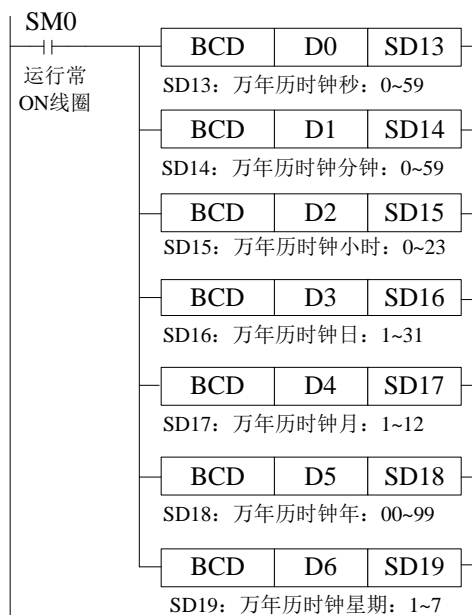 SM0
运行常
ON线圈
BCD D0 SD13
SD13：万年历时钟秒：0~59
BCD D1 SD14
SD14：万年历时钟分钟：0~59
BCD D2 SD15
SD15：万年历时钟小时：0~23
BCD D3 SD16
SD16：万年历时钟日：1~31
BCD D4 SD17
SD17：万年历时钟月：1~12
BCD D5 SD18
SD18：万年历时钟年：00~99
BCD D6 SD19
SD19：万年历时钟星期：1~7